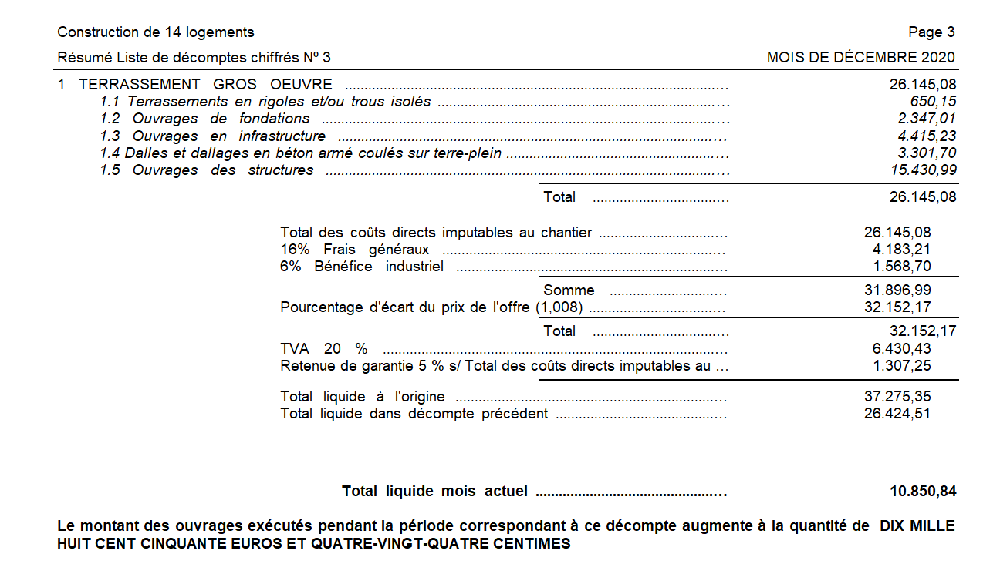 Construction de 14 logements Page 3
Résumé Liste de décomptes chiffrés Nº 3 MOIS DE DÉCEMBRE 2020
1 TERRASSEMENT GROS OEUVRE ........................................................ 26.145,08
1.1 Terrassements en rigoles et/ou trous isolés ........................................................ 650,15
1.2 Ouvrages de fondations ........................................................ 2.347,01
1.3 Ouvrages en infrastructure ........................................................ 4.415,23
1.4 Dalles et dallages en béton armé coulés sur terre-plein ........................................................ 3.301,70
1.5 Ouvrages des structures ........................................................ 15.430,99
Total ................................... 26.145,08
Total des coûts directs imputables au chantier ................................. 26.145,08
16% Frais généraux ........................................................ 4.183,21
6% Bénéfice industriel ........................................................ 1.568,70
Somme .............................. 31.896,99
Pourcentage d'écart du prix de l'offre (1,008) ................................... 32.152,17
Total ................................... 32.152,17
TVA 20 % ........................................................ 6.430,43
Retenue de garantie 5 % s/ Total des coûts directs imputables au ... 1.307,25
Total liquide à l'origine ........................................................ 37.275,35
Total liquide dans décompte précédent ............................................ 26.424,51
Total liquide mois actuel ................................................. 10.850,84
Le montant des ouvrages exécutés pendant la période correspondant à ce décompte augmente à la quantité de DIX MILLE
HUIT CENT CINQUANTE EUROS ET QUATRE-VINGT-QUATRE CENTIMES